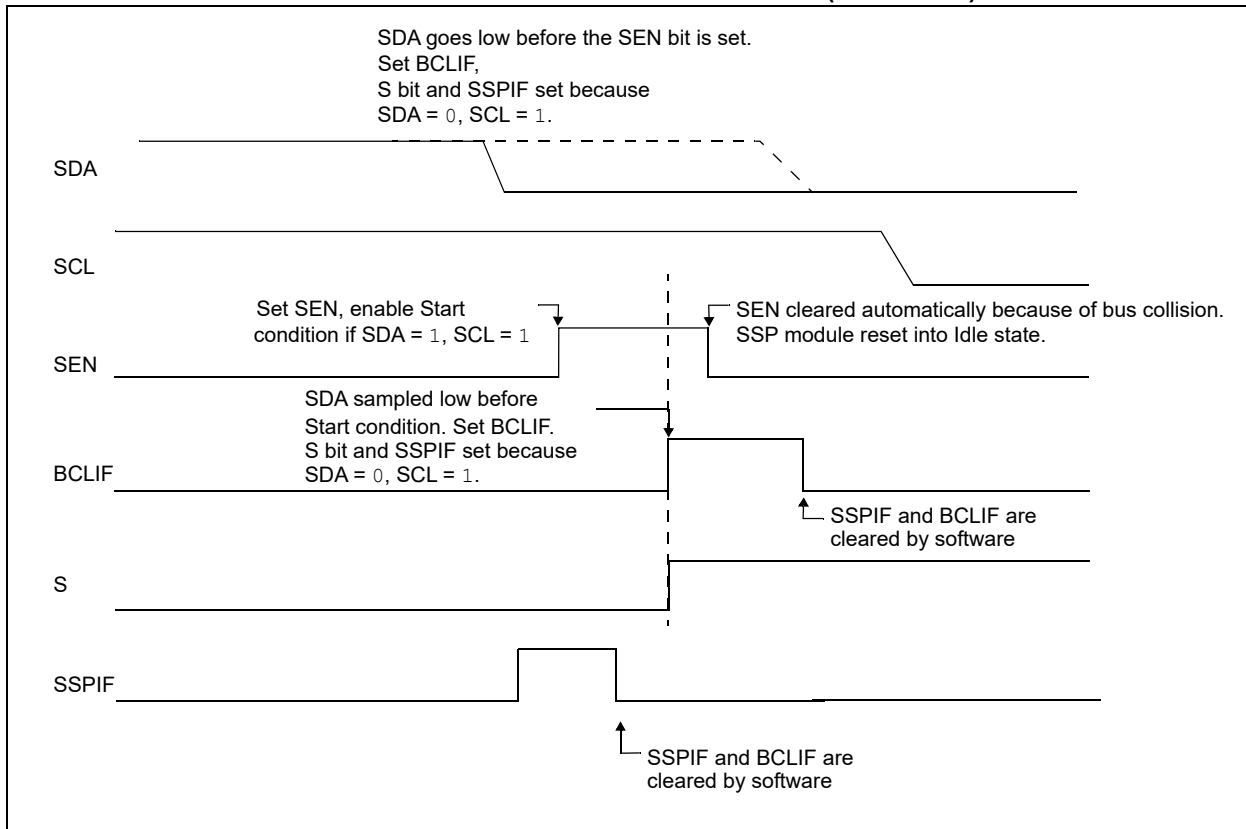 SDA goes low before the SEN bit is set.
Set BCLIF,
S bit and SSPIF set because
SDA = 0, SCL = 1.
SDA
SCL
Set SEN, enable Start
condition if SDA = 1, SCL = 1
SEN cleared automatically because of bus collision.
SSP module reset into Idle state.
SEN
SDA sampled low before
Start condition. Set BCLIF.
S bit and SSPIF set because
SDA = 0, SCL = 1.
BCLIF
SSPIF and BCLIF are
cleared by software
S
SSPIF
SSPIF and BCLIF are
cleared by software